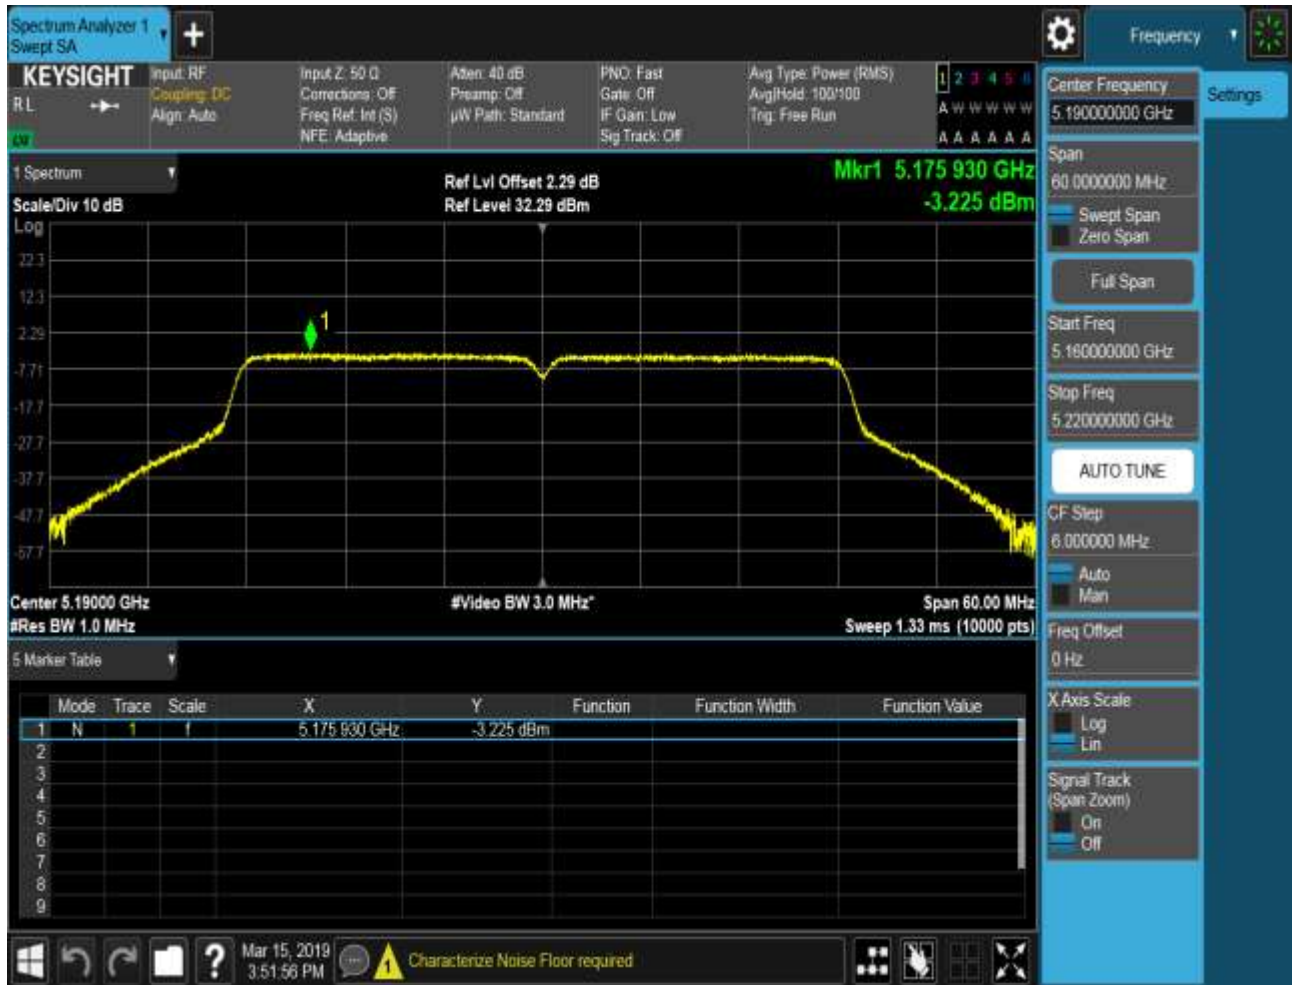 Spectrum Analyzer 1
Swept SA
Frequency
KEYSIGHT
RL
Input: RF
Coupling: DC
Align: Auto
Input Z: 50 Ω
Corrections: Off
Freq Ref: Int (S)
NFE: Adaptive
Atten: 40 dB
Preamp: Off
µW Path: Standard
PNO: Fast
Gate: Off
IF Gain: Low
Sig Track: Off
Avg Type: Power (RMS)
Avg|Hold: 100/100
Trig: Free Run
1 2 3 4 5 6
A W W W W W
A A A A A A
1 Spectrum
Scale/Div 10 dB
Ref Lvl Offset 2.29 dB
Ref Level 32.29 dBm
Mkr1 5.175 930 GHz
-3.225 dBm
Log
22.3
12.3
2.29
-7.71
-17.7
-27.7
-37.7
-47.7
-57.7
1
Center 5.19000 GHz
#Res BW 1.0 MHz
#Video BW 3.0 MHz*
Span 60.00 MHz
Sweep 1.33 ms (10000 pts)
5 Marker Table
Mode Trace Scale X Y Function Function Width Function Value
1 N 1 f 5.175 930 GHz -3.225 dBm
2
3
4
5
6
7
8
9
Mar 15, 2019
3:51:56 PM
1
Characterize Noise Floor required
Center Frequency
5.190000000 GHz
Settings
Span
60.0000000 MHz
Swept Span
Zero Span
Full Span
Start Freq
5.160000000 GHz
Stop Freq
5.220000000 GHz
AUTO TUNE
CF Step
6.000000 MHz
Auto
Man
Freq Offset
0 Hz
X Axis Scale
Log
Lin
Signal Track
(Span Zoom)
On
Off